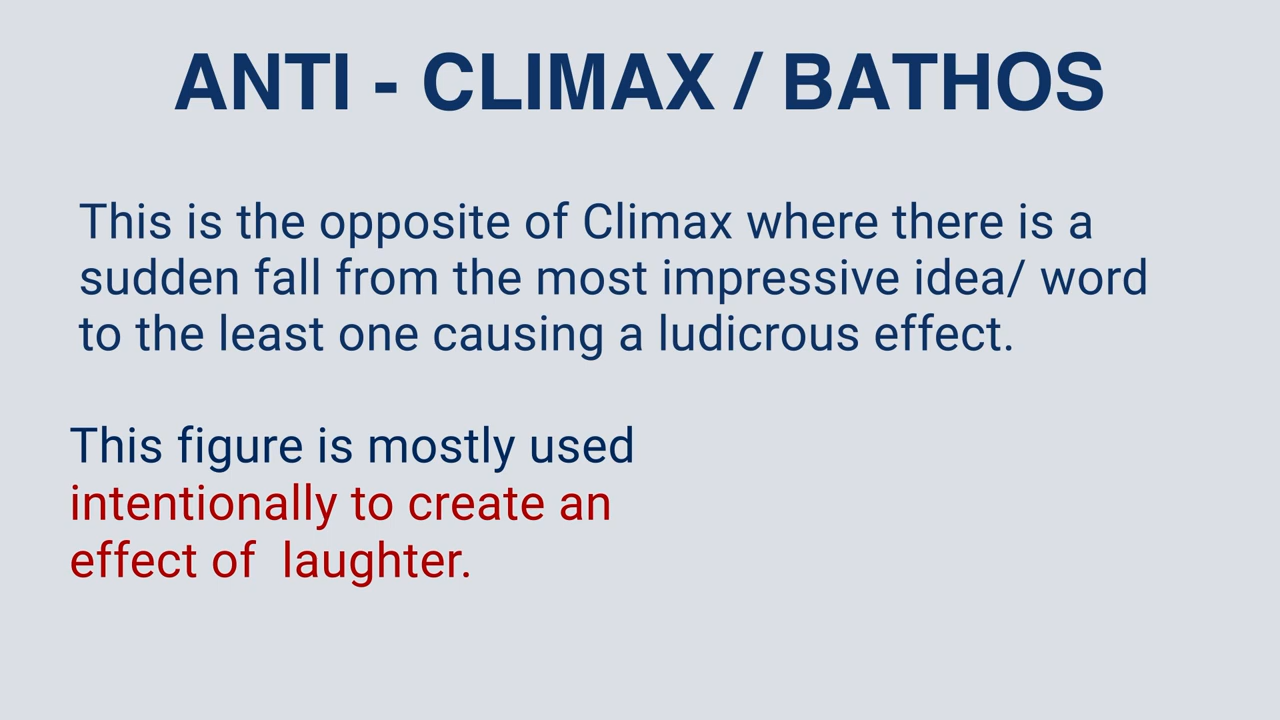 ANTI - CLIMAX / BATHOS
This is the opposite of Climax where there is a
sudden fall from the most impressive idea/ word
to the least one causing a ludicrous effect.
This figure is mostly used
intentionally to create an
effect of  laughter.